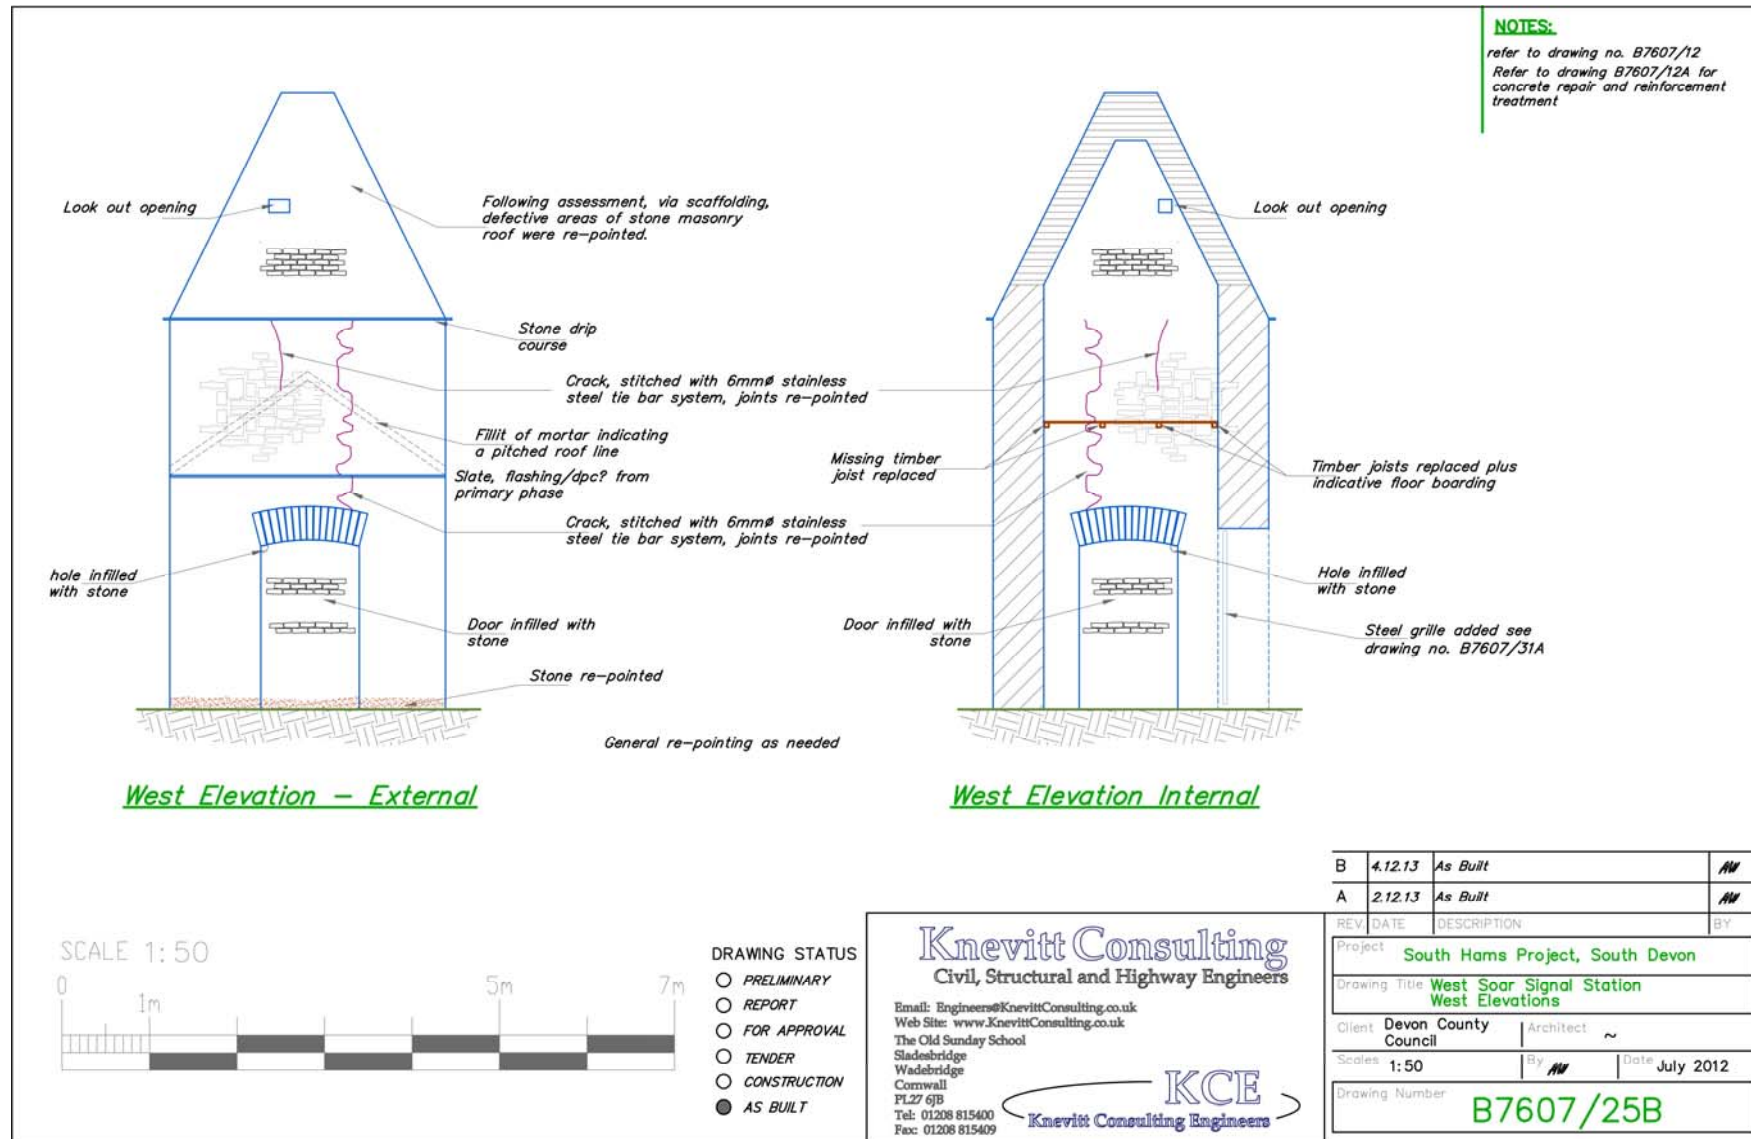 NOTES:
refer to drawing no. B7607/12
Refer to drawing B7607/12A for
concrete repair and reinforcement
treatment
Look out opening
Following assessment, via scaffolding,
defective areas of stone masonry
roof were re-pointed.
Stone drip
course
Crack, stitched with 6mmø stainless
steel tie bar system, joints re-pointed
Fillit of mortar indicating
a pitched roof line
Slate, flashing/dpc? from
primary phase
Crack, stitched with 6mmø stainless
steel tie bar system, joints re-pointed
hole infilled
with stone
Door infilled with
stone
Stone re-pointed
General re-pointing as needed
West Elevation - External
Look out opening
Missing timber
joist replaced
Timber joists replaced plus
indicative floor boarding
Hole infilled
with stone
Door infilled with
stone
Steel grille added see
drawing no. B7607/31A
West Elevation Internal
SCALE 1:50
0 1m 5m 7m
DRAWING STATUS
PRELIMINARY
REPORT
FOR APPROVAL
TENDER
CONSTRUCTION
AS BUILT
Knevitt Consulting
Civil, Structural and Highway Engineers
Email: Engineers@KnevittConsulting.co.uk
Web Site: www.KnevittConsulting.co.uk
The Old Sunday School
Sladesbridge
Wadebridge
Cornwall
PL27 6JB
Tel: 01208 815400
Fax: 01208 815409
KCE
Knevitt Consulting Engineers
B 4.12.13 As Built
A 2.12.13 As Built
REV. DATE DESCRIPTION BY
Project South Hams Project, South Devon
Drawing Title West Soar Signal Station
West Elevations
Client Devon County
Council
Architect ~
Scales 1:50 By Date July 2012
Drawing Number B7607/25B